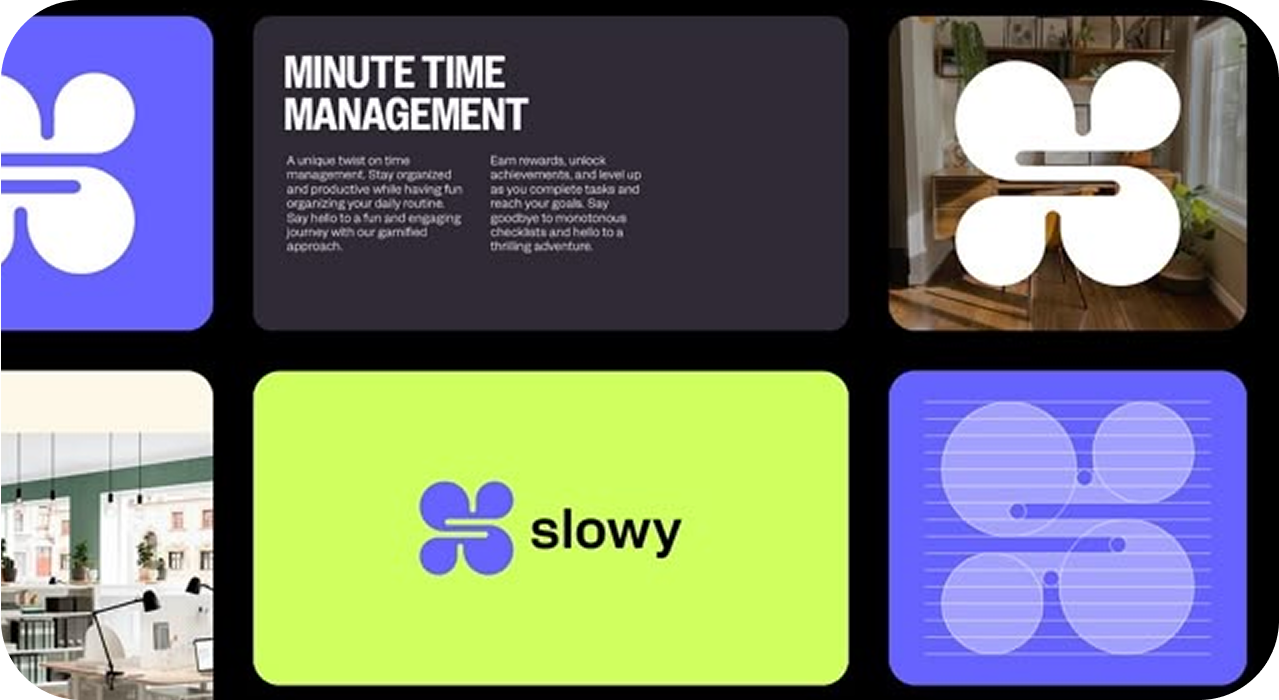 MINUTE TIME
MANAGEMENT
A unique twist on time
management. Stay organized
and productive while having fun
organizing your daily routine.
Say hello to a fun and engaging
journey with our gamified
approach.
Earn rewards, unlock
achievements, and level up
as you complete tasks and
reach your goals. Say
goodbye to monotonous
checklists and hello to a
thrilling adventure.
slowy